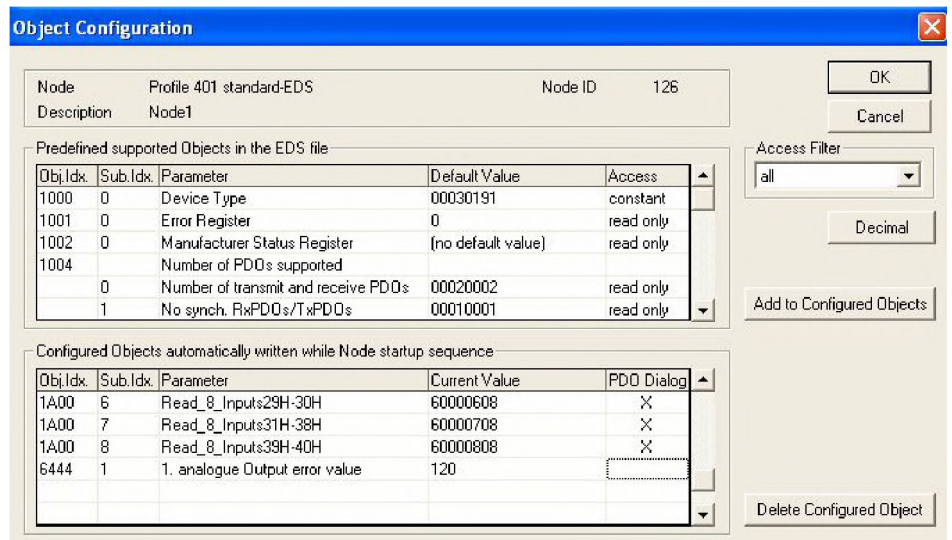 Object Configuration
Node Profile 401 standard-EDS Node ID 126
Description Node1
OK
Cancel
Predefined supported Objects in the EDS file
Obj.Idx. Sub.Idx. Parameter Default Value Access
1000 0 Device Type 00030191 constant
1001 0 Error Register 0 read only
1002 0 Manufacturer Status Register (no default value) read only
1004 Number of PDOs supported
0 Number of transmit and receive PDOs 00020002 read only
1 No synch. RxPDOs/TxPDOs 00010001 read only
Access Filter
all
Decimal
Add to Configured Objects
Configured Objects automatically written while Node startup sequence
Obj.Idx. Sub.Idx. Parameter Current Value PDO Dialog
1A00 6 Read_8_Inputs29H-30H 60000608 X
1A00 7 Read_8_Inputs31H-38H 60000708 X
1A00 8 Read_8_Inputs39H-40H 60000808 X
6444 1 1. analogue Output error value 120
Delete Configured Object